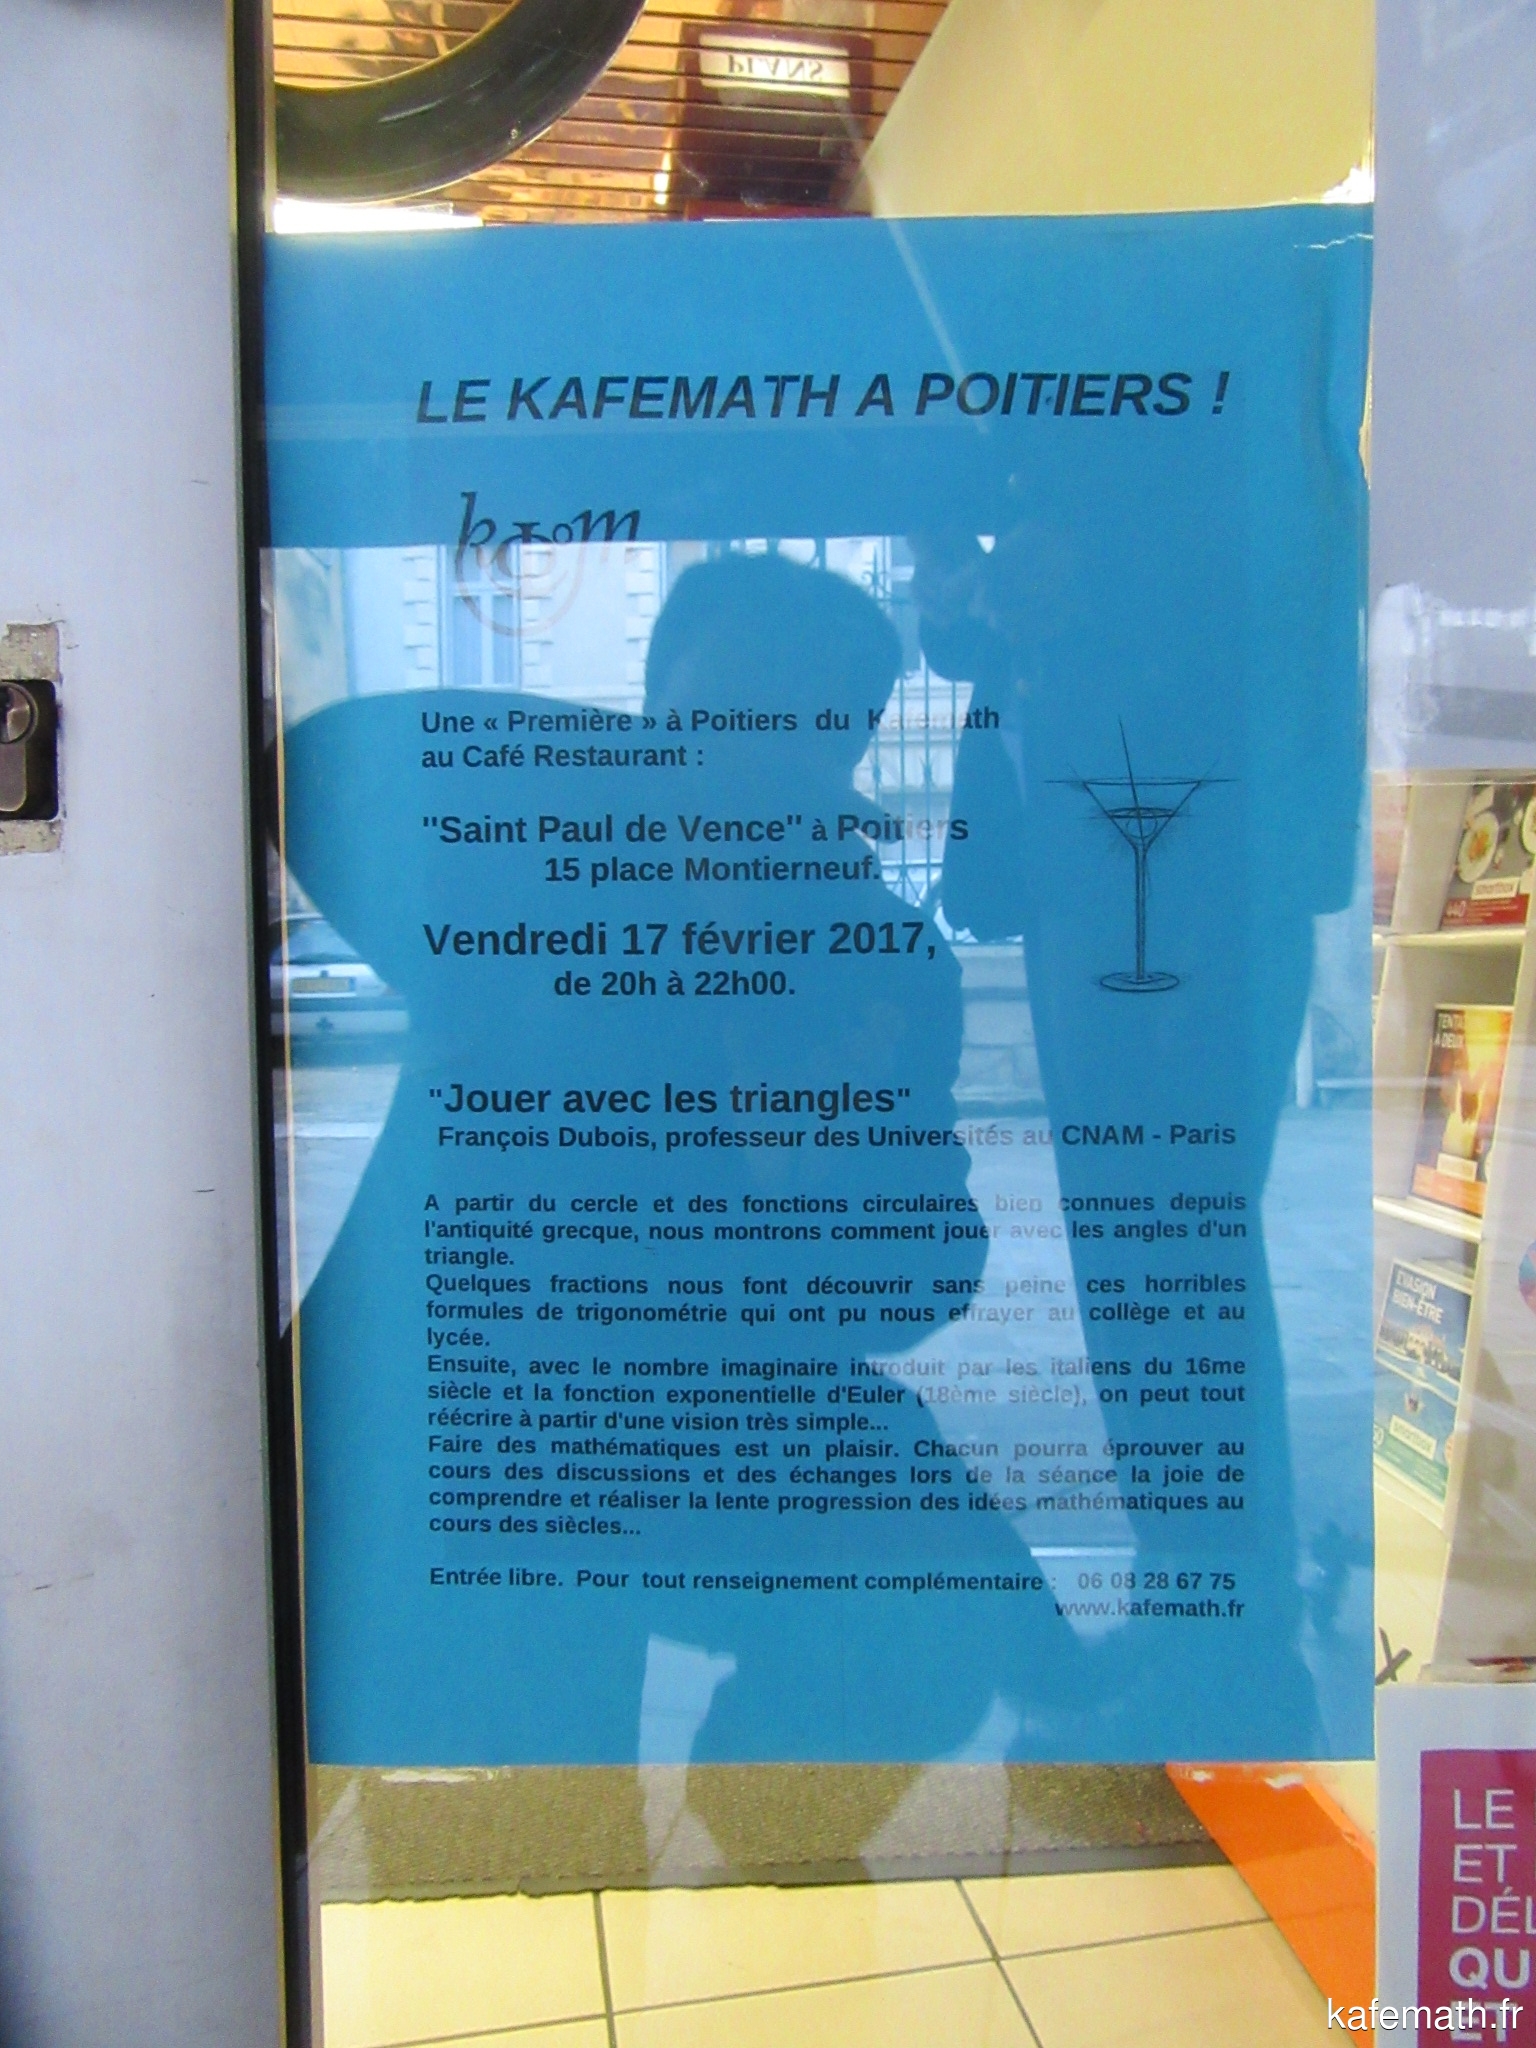 PLANS
LE KAFEMATH A POITIERS !
Une « Première » à Poitiers du Kafemath
au Café Restaurant :
"Saint Paul de Vence" à Poitiers
15 place Montierneuf.
Vendredi 17 février 2017,
de 20h à 22h00.
"Jouer avec les triangles"
François Dubois, professeur des Universités au CNAM - Paris
A partir du cercle et des fonctions circulaires bien connues depuis
l'antiquité grecque, nous montrons comment jouer avec les angles d'un
triangle.
Quelques fractions nous font découvrir sans peine ces horribles
formules de trigonométrie qui ont pu nous effrayer au collège et au
lycée.
Ensuite, avec le nombre imaginaire introduit par les italiens du 16me
siècle et la fonction exponentielle d'Euler (18ème siècle), on peut tout
réécrire à partir d'une vision très simple...
Faire des mathématiques est un plaisir. Chacun pourra éprouver au
cours des discussions et des échanges lors de la séance la joie de
comprendre et réaliser la lente progression des idées mathématiques au
cours des siècles...
Entrée libre. Pour tout renseignement complémentaire : 06 08 28 67 75
www.kafemath.fr
smartbox
A DEUX
EVASION
BIEN-ÊTRE
smartbox
LE
ET
DÉL
QU
ET
kafemath.fr